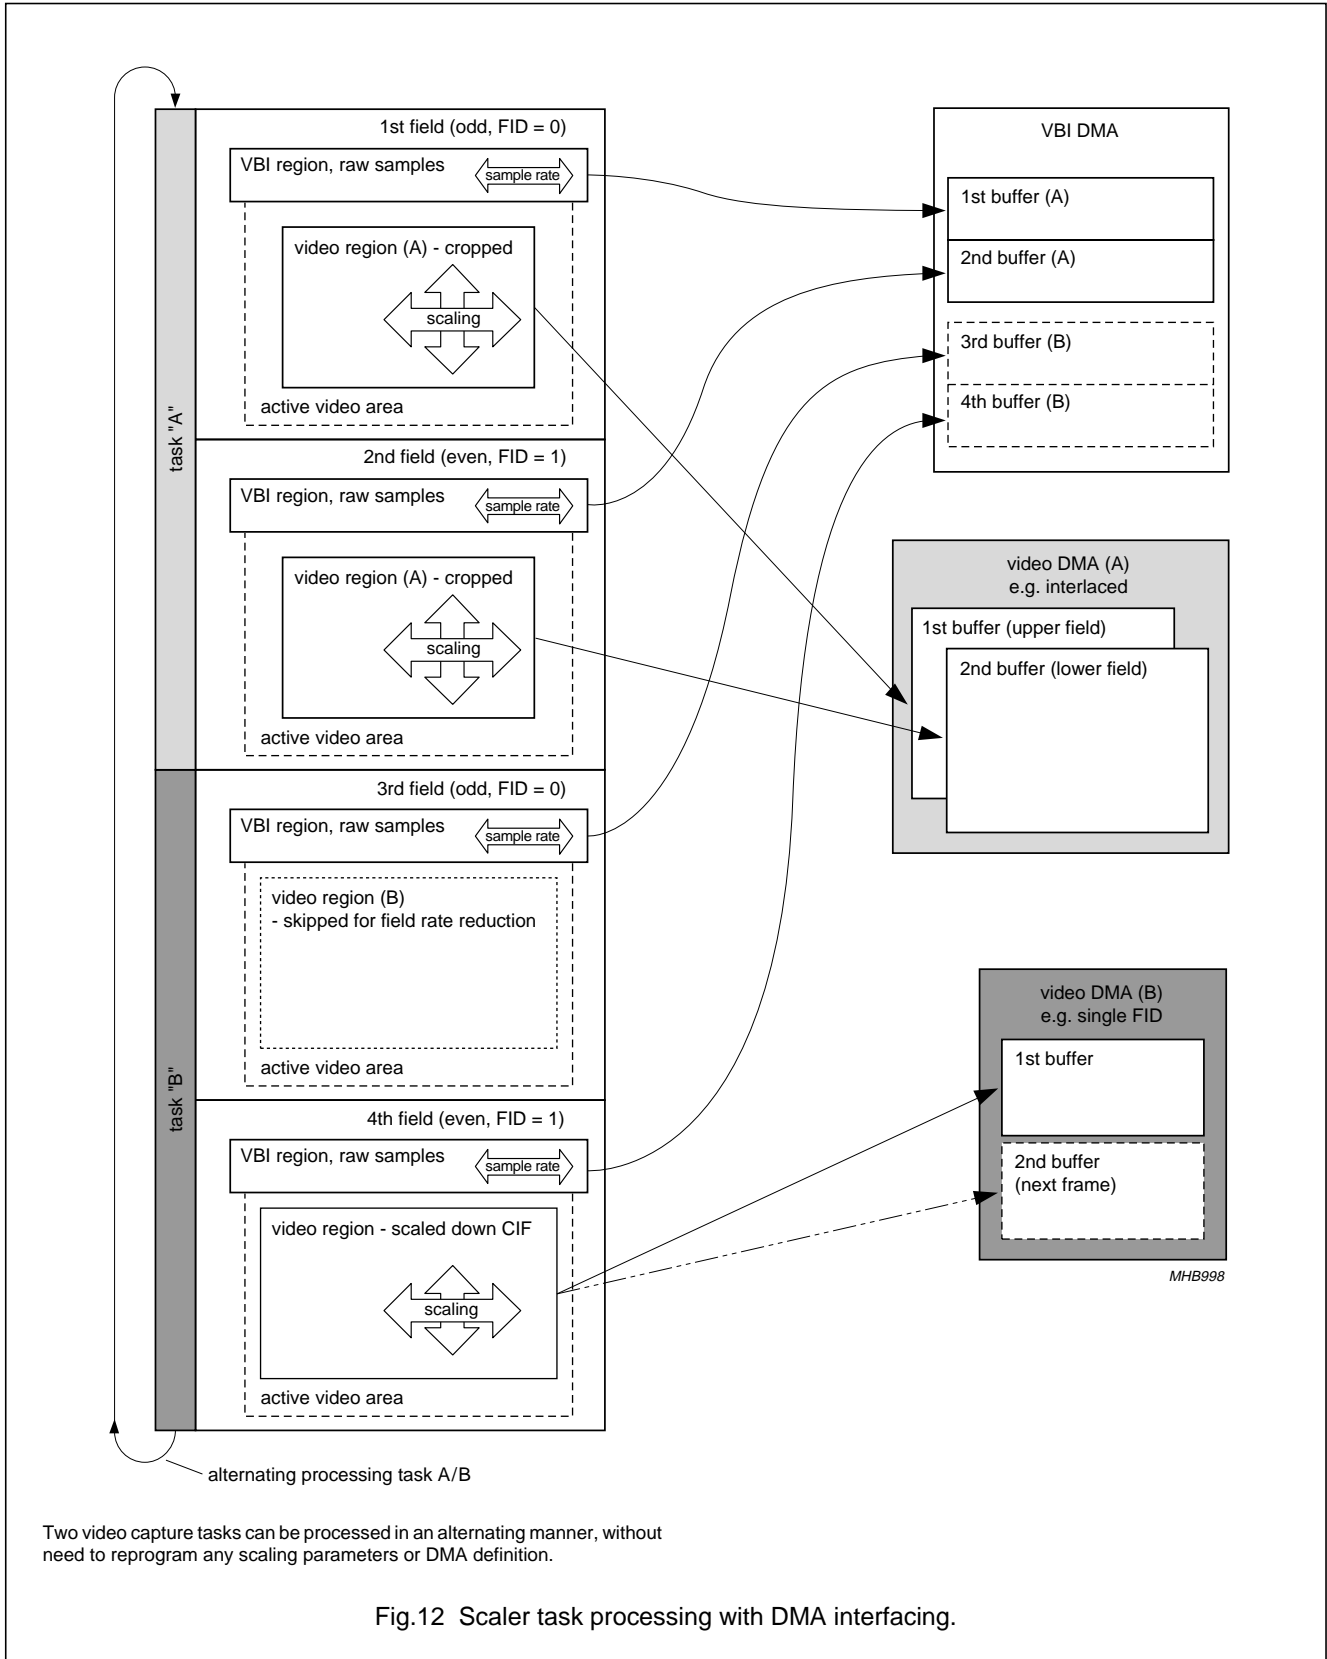 1st field (odd, FID = 0)
VBI region, raw samples
sample rate
video region (A) - cropped
scaling
active video area
task "A"
2nd field (even, FID = 1)
VBI region, raw samples
sample rate
video region (A) - cropped
scaling
active video area
3rd field (odd, FID = 0)
VBI region, raw samples
sample rate
video region (B)
- skipped for field rate reduction
active video area
task "B"
4th field (even, FID = 1)
VBI region, raw samples
sample rate
video region - scaled down CIF
scaling
active video area
alternating processing task A/B
VBI DMA
1st buffer (A)
2nd buffer (A)
3rd buffer (B)
4th buffer (B)
video DMA (A)
e.g. interlaced
1st buffer (upper field)
2nd buffer (lower field)
video DMA (B)
e.g. single FID
1st buffer
2nd buffer
(next frame)
MHB998
Two video capture tasks can be processed in an alternating manner, without
need to reprogram any scaling parameters or DMA definition.
Fig.12 Scaler task processing with DMA interfacing.